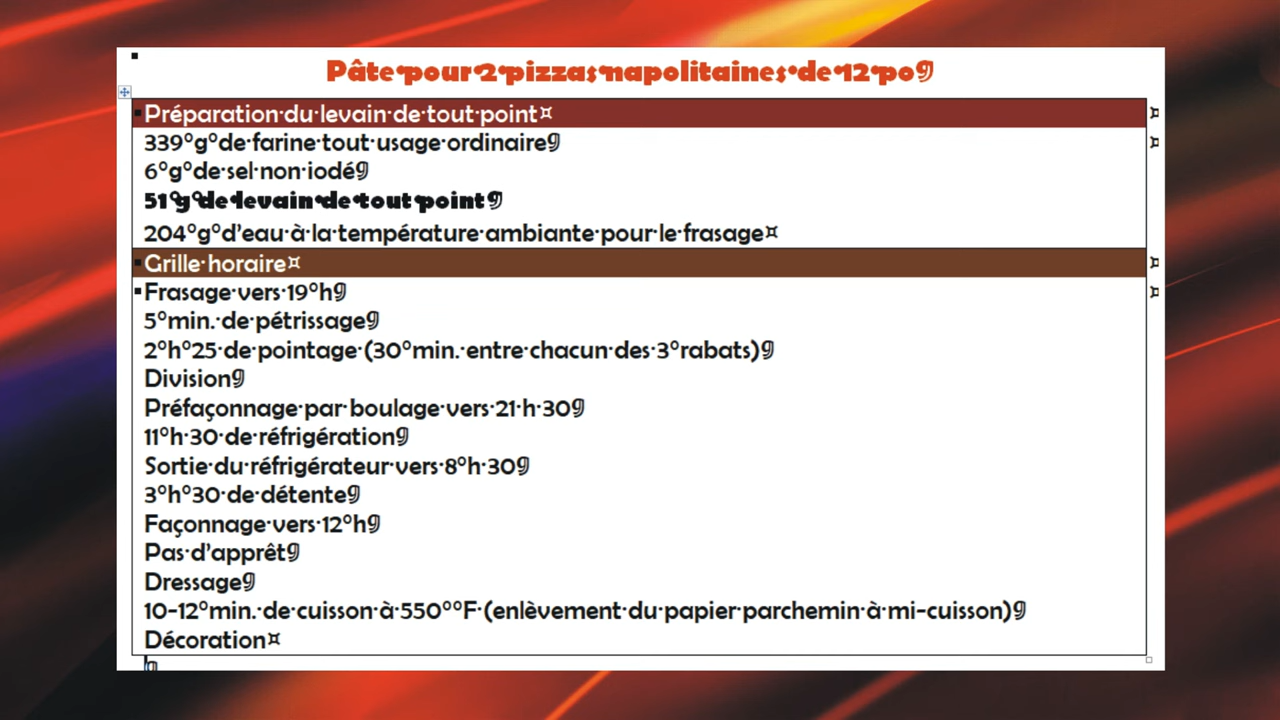 Pâte pour 2 pizzas napolitaines de 12 po¶
Préparation·du·levain·de·tout·point¤
339°g°de·farine·tout·usage·ordinaire¶
6°g°de·sel·non·iodé¶
51°g°de·levain·de·tout·point¶
204°g°d’eau·à·la·température·ambiante·pour·le·frasage¤
Grille·horaire¤
Frasage·vers·19°h¶
5°min.·de·pétrissage¶
2°h°25·de·pointage·(30°min.·entre·chacun·des·3°rabats)¶
Division¶
Préfaçonnage·par·boulage·vers·21·h·30¶
11°h·30·de·réfrigération¶
Sortie·du·réfrigérateur·vers·8°h·30¶
3°h°30·de·détente¶
Façonnage·vers·12°h¶
Pas·d’apprêt¶
Dressage¶
10-12°min.·de·cuisson·à·550°°F·(enlèvement·du·papier·parchemin·à·mi-cuisson)¶
Décoration¤